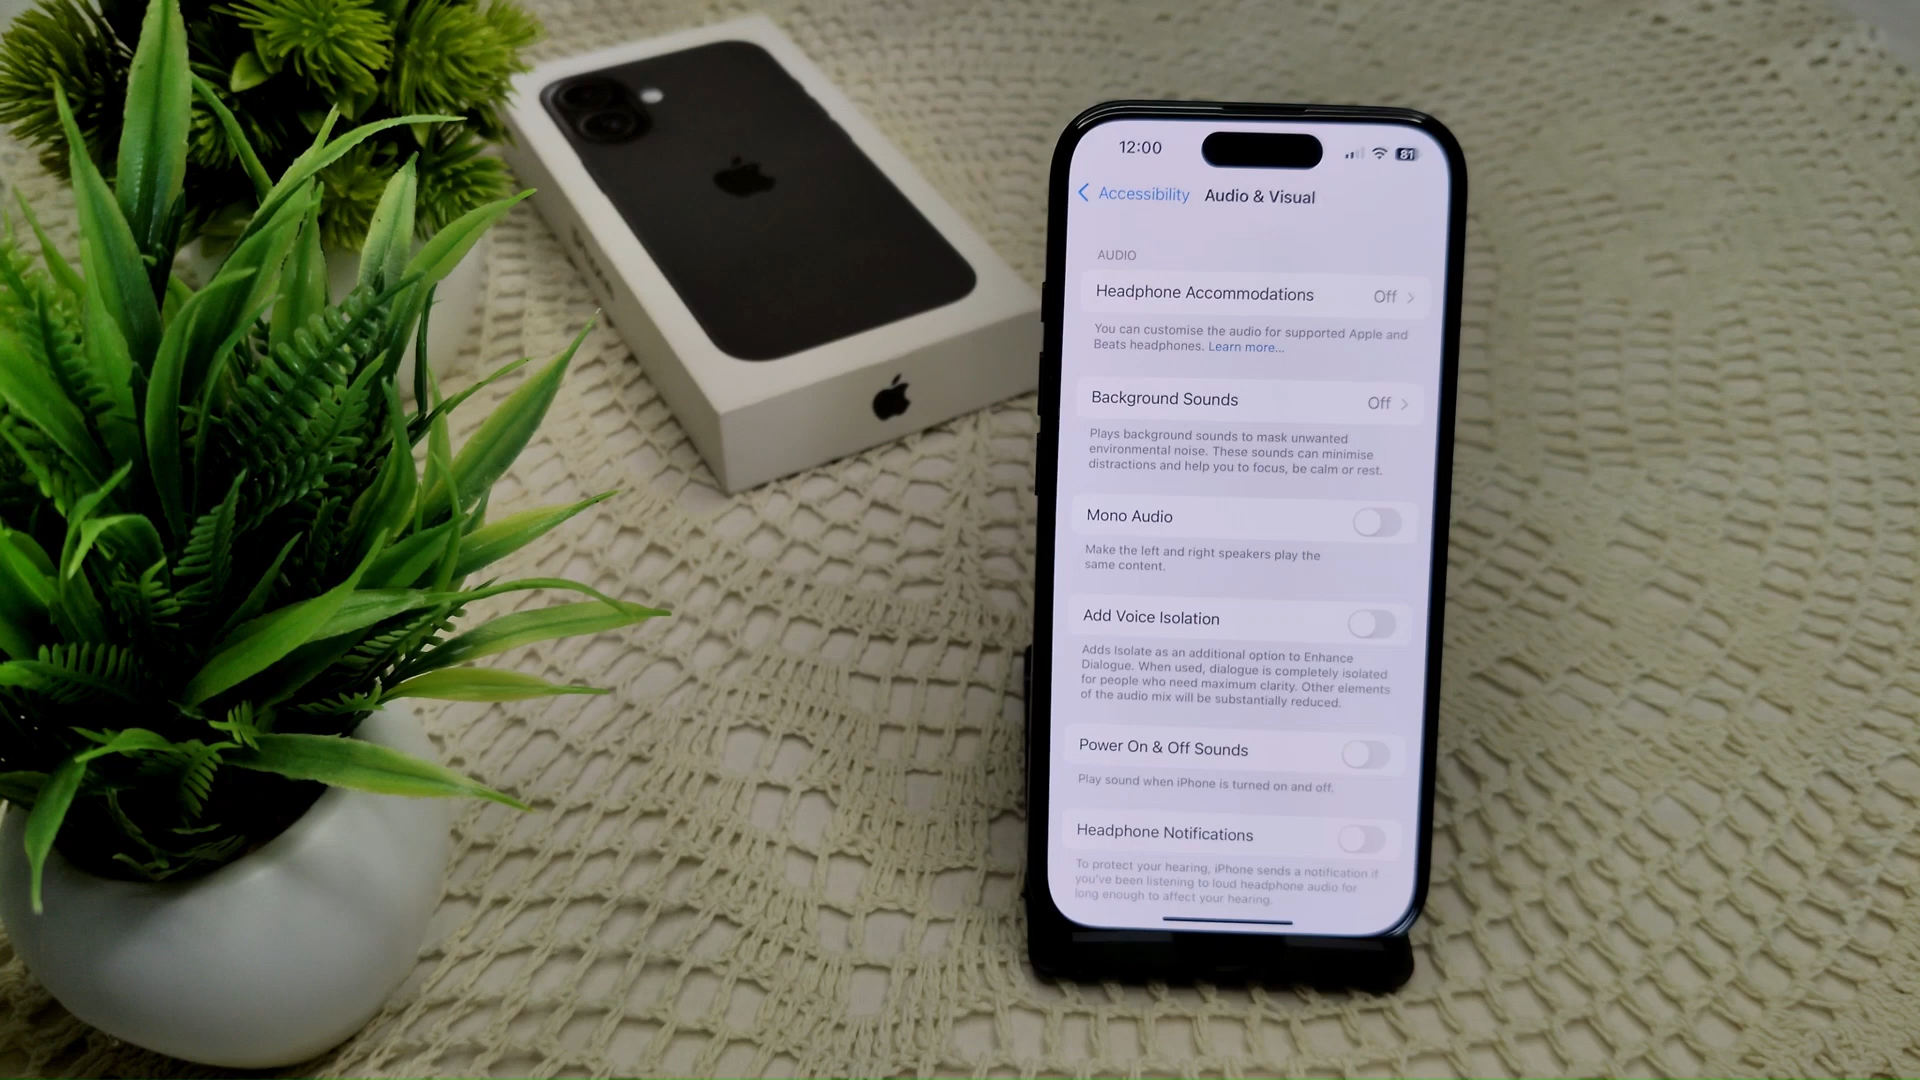 12:00
81
Accessibility Audio & Visual
AUDIO
Headphone Accommodations Off
You can customise the audio for supported Apple and
Beats headphones. Learn more...
Background Sounds Off
Plays background sounds to mask unwanted
environmental noise. These sounds can minimise
distractions and help you to focus, be calm or rest.
Mono Audio
Make the left and right speakers play the
same content.
Add Voice Isolation
Adds Isolate as an additional option to Enhance
Dialogue. When used, dialogue is completely isolated
for people who need maximum clarity. Other elements
of the audio mix will be substantially reduced.
Power On & Off Sounds
Play sound when iPhone is turned on and off.
Headphone Notifications
To protect your hearing, iPhone sends a notification if
you've been listening to loud headphone audio for
long enough to affect your hearing.